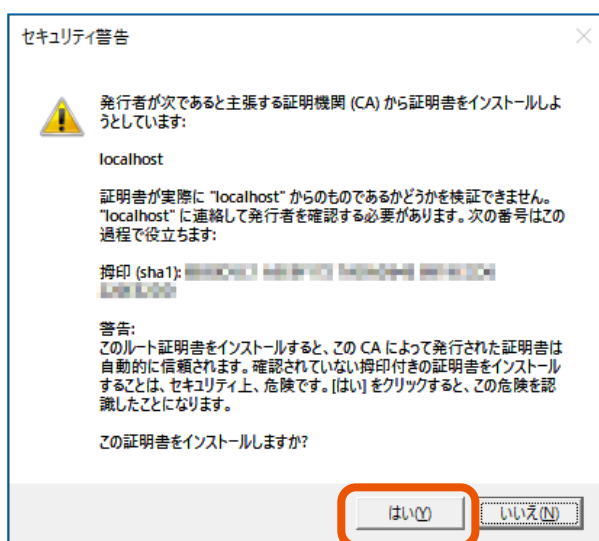 セキュリティ警告
発行者が次であると主張する証明機関 (CA) から証明書をインストールしよ
うとしています:
localhost
証明書が実際に "localhost" からのものであるかどうかを検証できません。
"localhost" に連絡して発行者を確認する必要があります。次の番号はこの
過程で役立ちます:
拇印 (sha1):
警告:
このルート証明書をインストールすると、この CA によって発行された証明書は
自動的に信頼されます。確認されていない拇印付きの証明書をインストール
することは、セキュリティ上、危険です。[はい] をクリックすると、この危険を認
識したことになります。
この証明書をインストールしますか?
はい(Y)
いいえ(N)